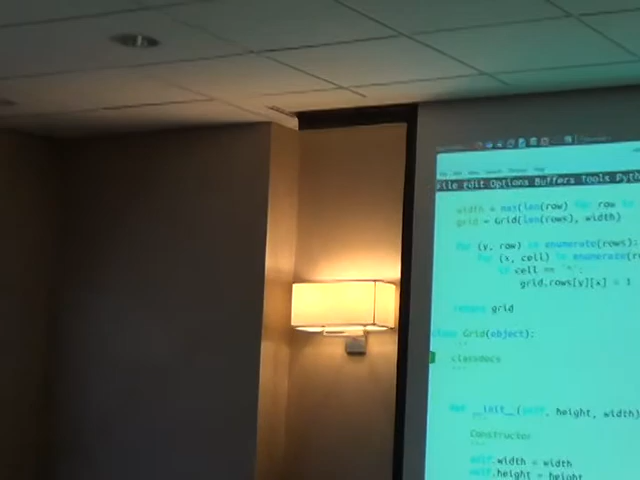 File Edit Options Buffers Tools Pyth
width = max(len(row) for row in
grid = Grid(len(rows), width)
for (y, row) in enumerate(rows):
for (x, cell) in enumerate(r
if cell == '*':
grid.rows[y][x] = 1
return grid
class Grid(object):
classdocs
def __init__(self, height, width)
Constructor
self.width = width
self.height = height